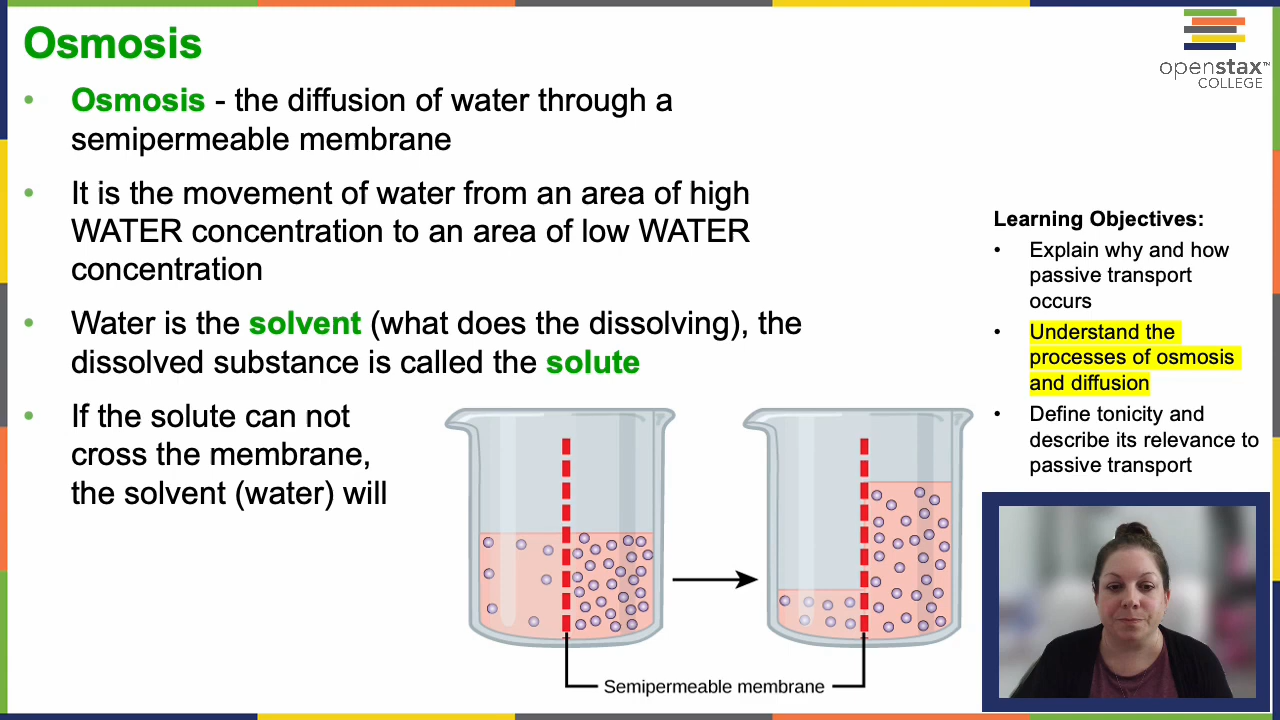 Osmosis
openstax™
COLLEGE
• Osmosis - the diffusion of water through a
semipermeable membrane
• It is the movement of water from an area of high
WATER concentration to an area of low WATER
concentration
• Water is the solvent (what does the dissolving), the
dissolved substance is called the solute
• If the solute can not
cross the membrane,
the solvent (water) will
Semipermeable membrane
Learning Objectives:
• Explain why and how
passive transport
occurs
• Understand the
processes of osmosis
and diffusion
• Define tonicity and
describe its relevance to
passive transport